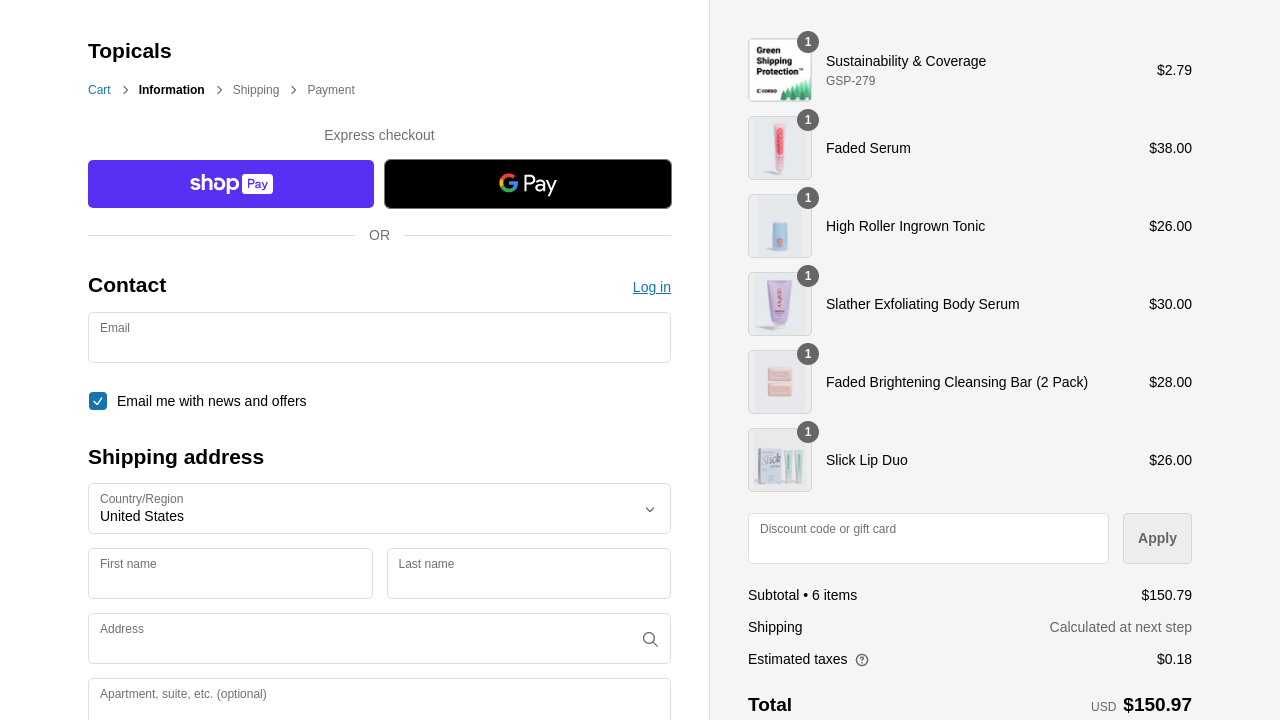 Topicals
Cart > Information > Shipping > Payment
Express checkout
shop Pay
G Pay
OR
Contact
Log in
Email
Email me with news and offers
Shipping address
Country/Region
United States
First name
Last name
Address
Apartment, suite, etc. (optional)
Green
Shipping
Protection™
CORSO
1
Sustainability & Coverage
GSP-279
$2.79
1
Faded Serum
$38.00
1
High Roller Ingrown Tonic
$26.00
1
Slather Exfoliating Body Serum
$30.00
1
Faded Brightening Cleansing Bar (2 Pack)
$28.00
1
Slick Lip Duo
$26.00
Discount code or gift card
Apply
Subtotal • 6 items
$150.79
Shipping
Calculated at next step
Estimated taxes
$0.18
Total
USD $150.97